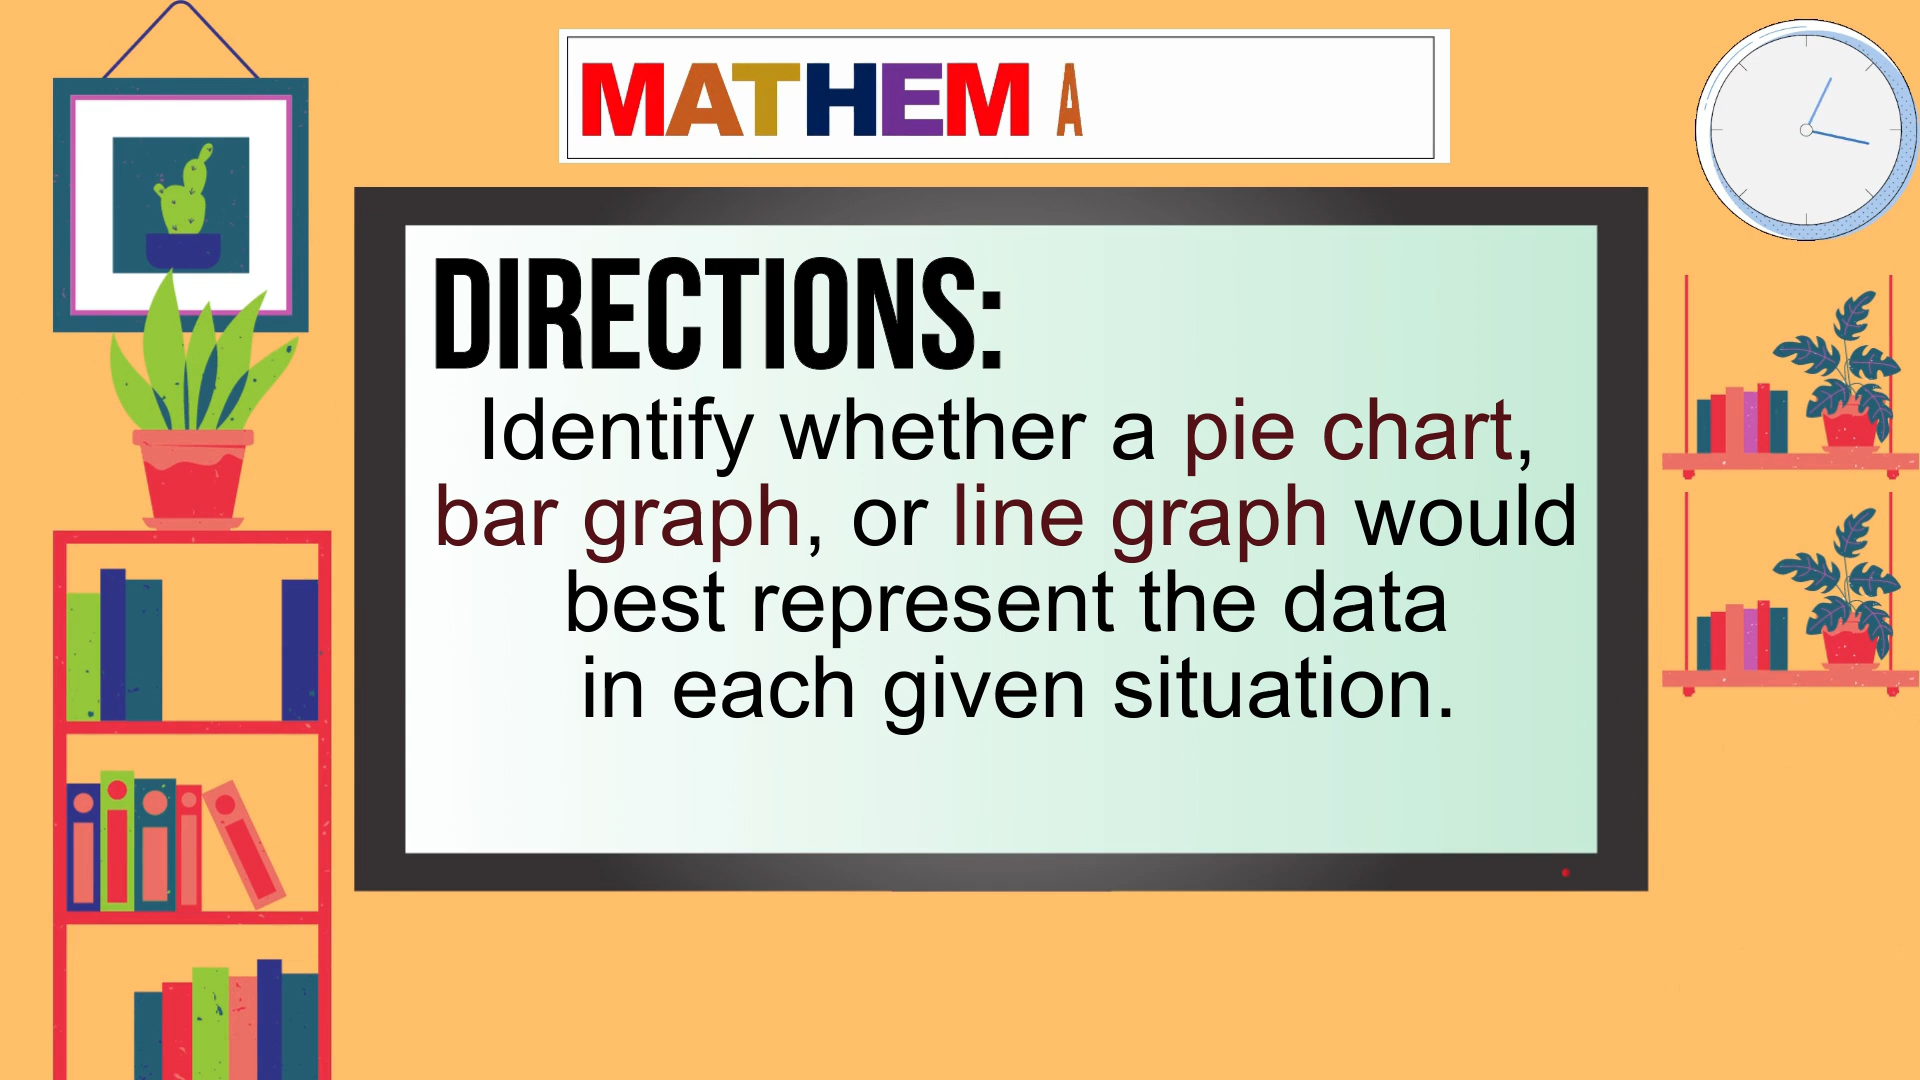 MATHEM A
DIRECTIONS:
Identify whether a pie chart,
bar graph, or line graph would
best represent the data
in each given situation.